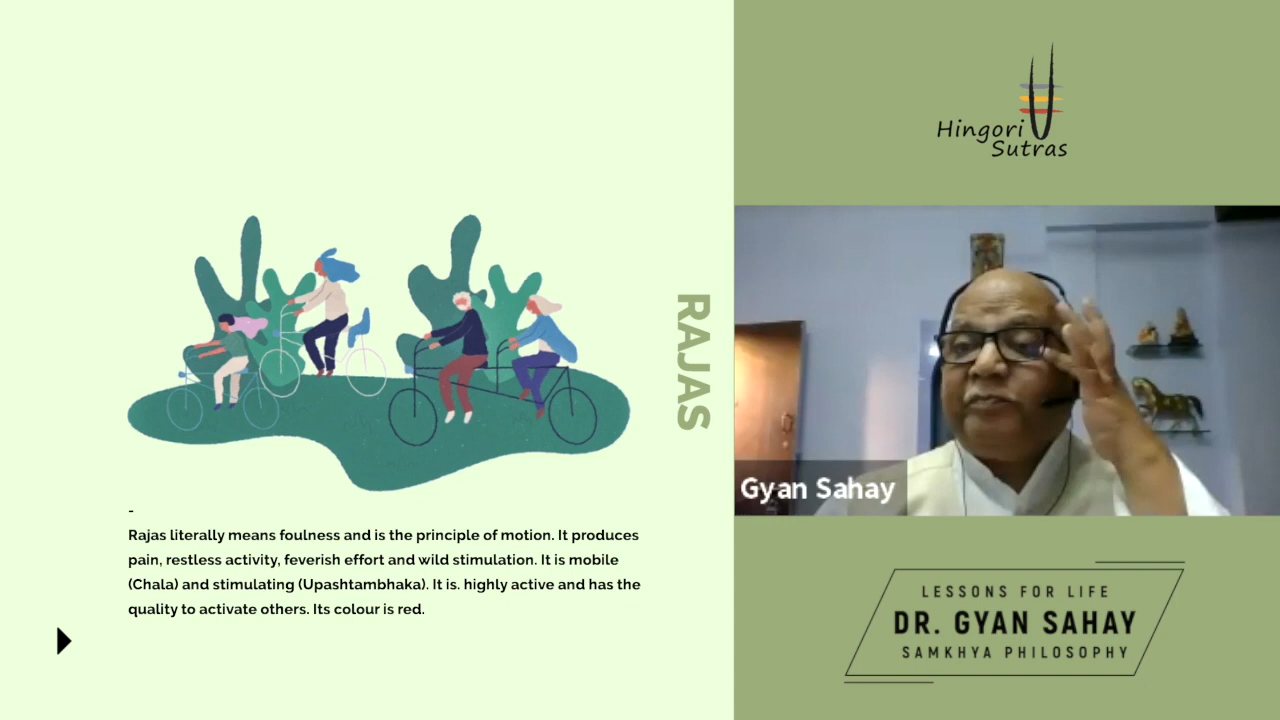 RAJAS
-
Rajas literally means foulness and is the principle of motion. It produces
pain, restless activity, feverish effort and wild stimulation. It is mobile
(Chala) and stimulating (Upashtambhaka). It is. highly active and has the
quality to activate others. Its colour is red.
Hingori
Sutras
Gyan Sahay
LESSONS FOR LIFE
DR. GYAN SAHAY
SAMKHYA PHILOSOPHY